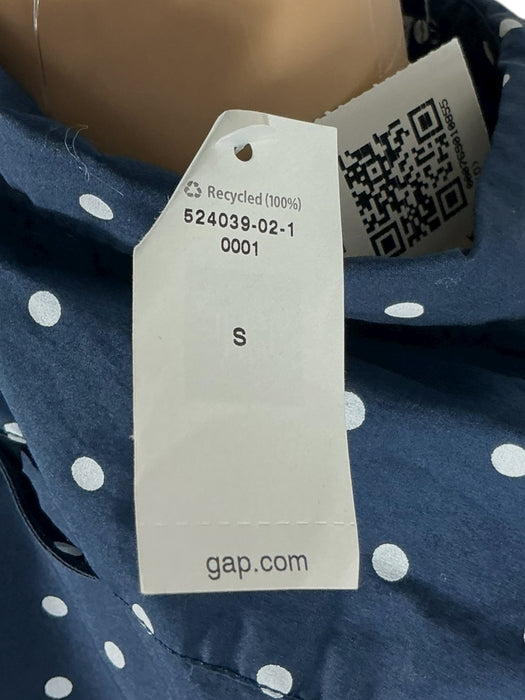 Recycled (100%)
524039-02-1
0001
S
gap.com